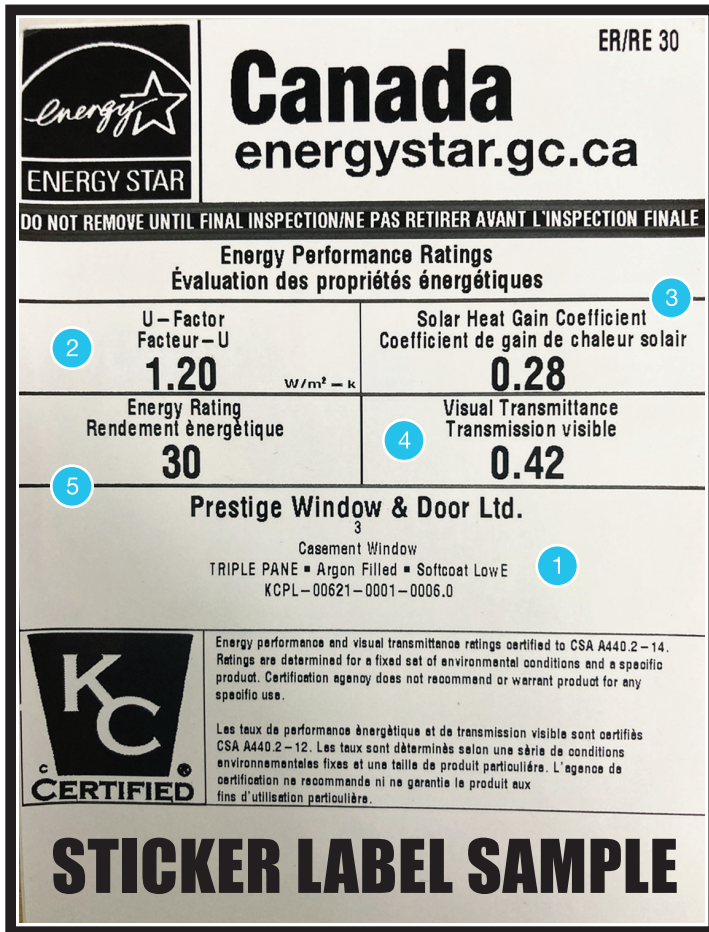 ER/RE 30
Canada
energystar.gc.ca
energy
ENERGY STAR
DO NOT REMOVE UNTIL FINAL INSPECTION/NE PAS RETIRER AVANT L'INSPECTION FINALE
Energy Performance Ratings
Évaluation des propriétés énergétiques
3
2
U-Factor
Facteur-U
1.20 W/m² - k
Solar Heat Gain Coefficient
Coefficient de gain de chaleur solair
0.28
Energy Rating
Rendement ènergètique
30
4
Visual Transmittance
Transmission visible
0.42
5
Prestige Window & Door Ltd.
3
Casement Window
TRIPLE PANE ▪ Argon Filled ▪ Softcoat LowE
KCPL-00621-0001-0006.0
1
KC
C ®
CERTIFIED
Energy performance and visual transmittance ratings certified to CSA A440.2-14.
Ratings are determined for a fixed set of environmental conditions and a specific
product. Certification agency does not recommend or warrant product for any
specific use.
Les taux de performance ènergètique et de transmission visible sont certifiès
CSA A440.2-12. Les taux sont dèterminès selon une sèrie de conditions
environnementales fixes et une taille de produit particuliére. L'agence de
certification ne recommande ni ne garantie le produit aux
fins d'utilisation particulière.
STICKER LABEL SAMPLE